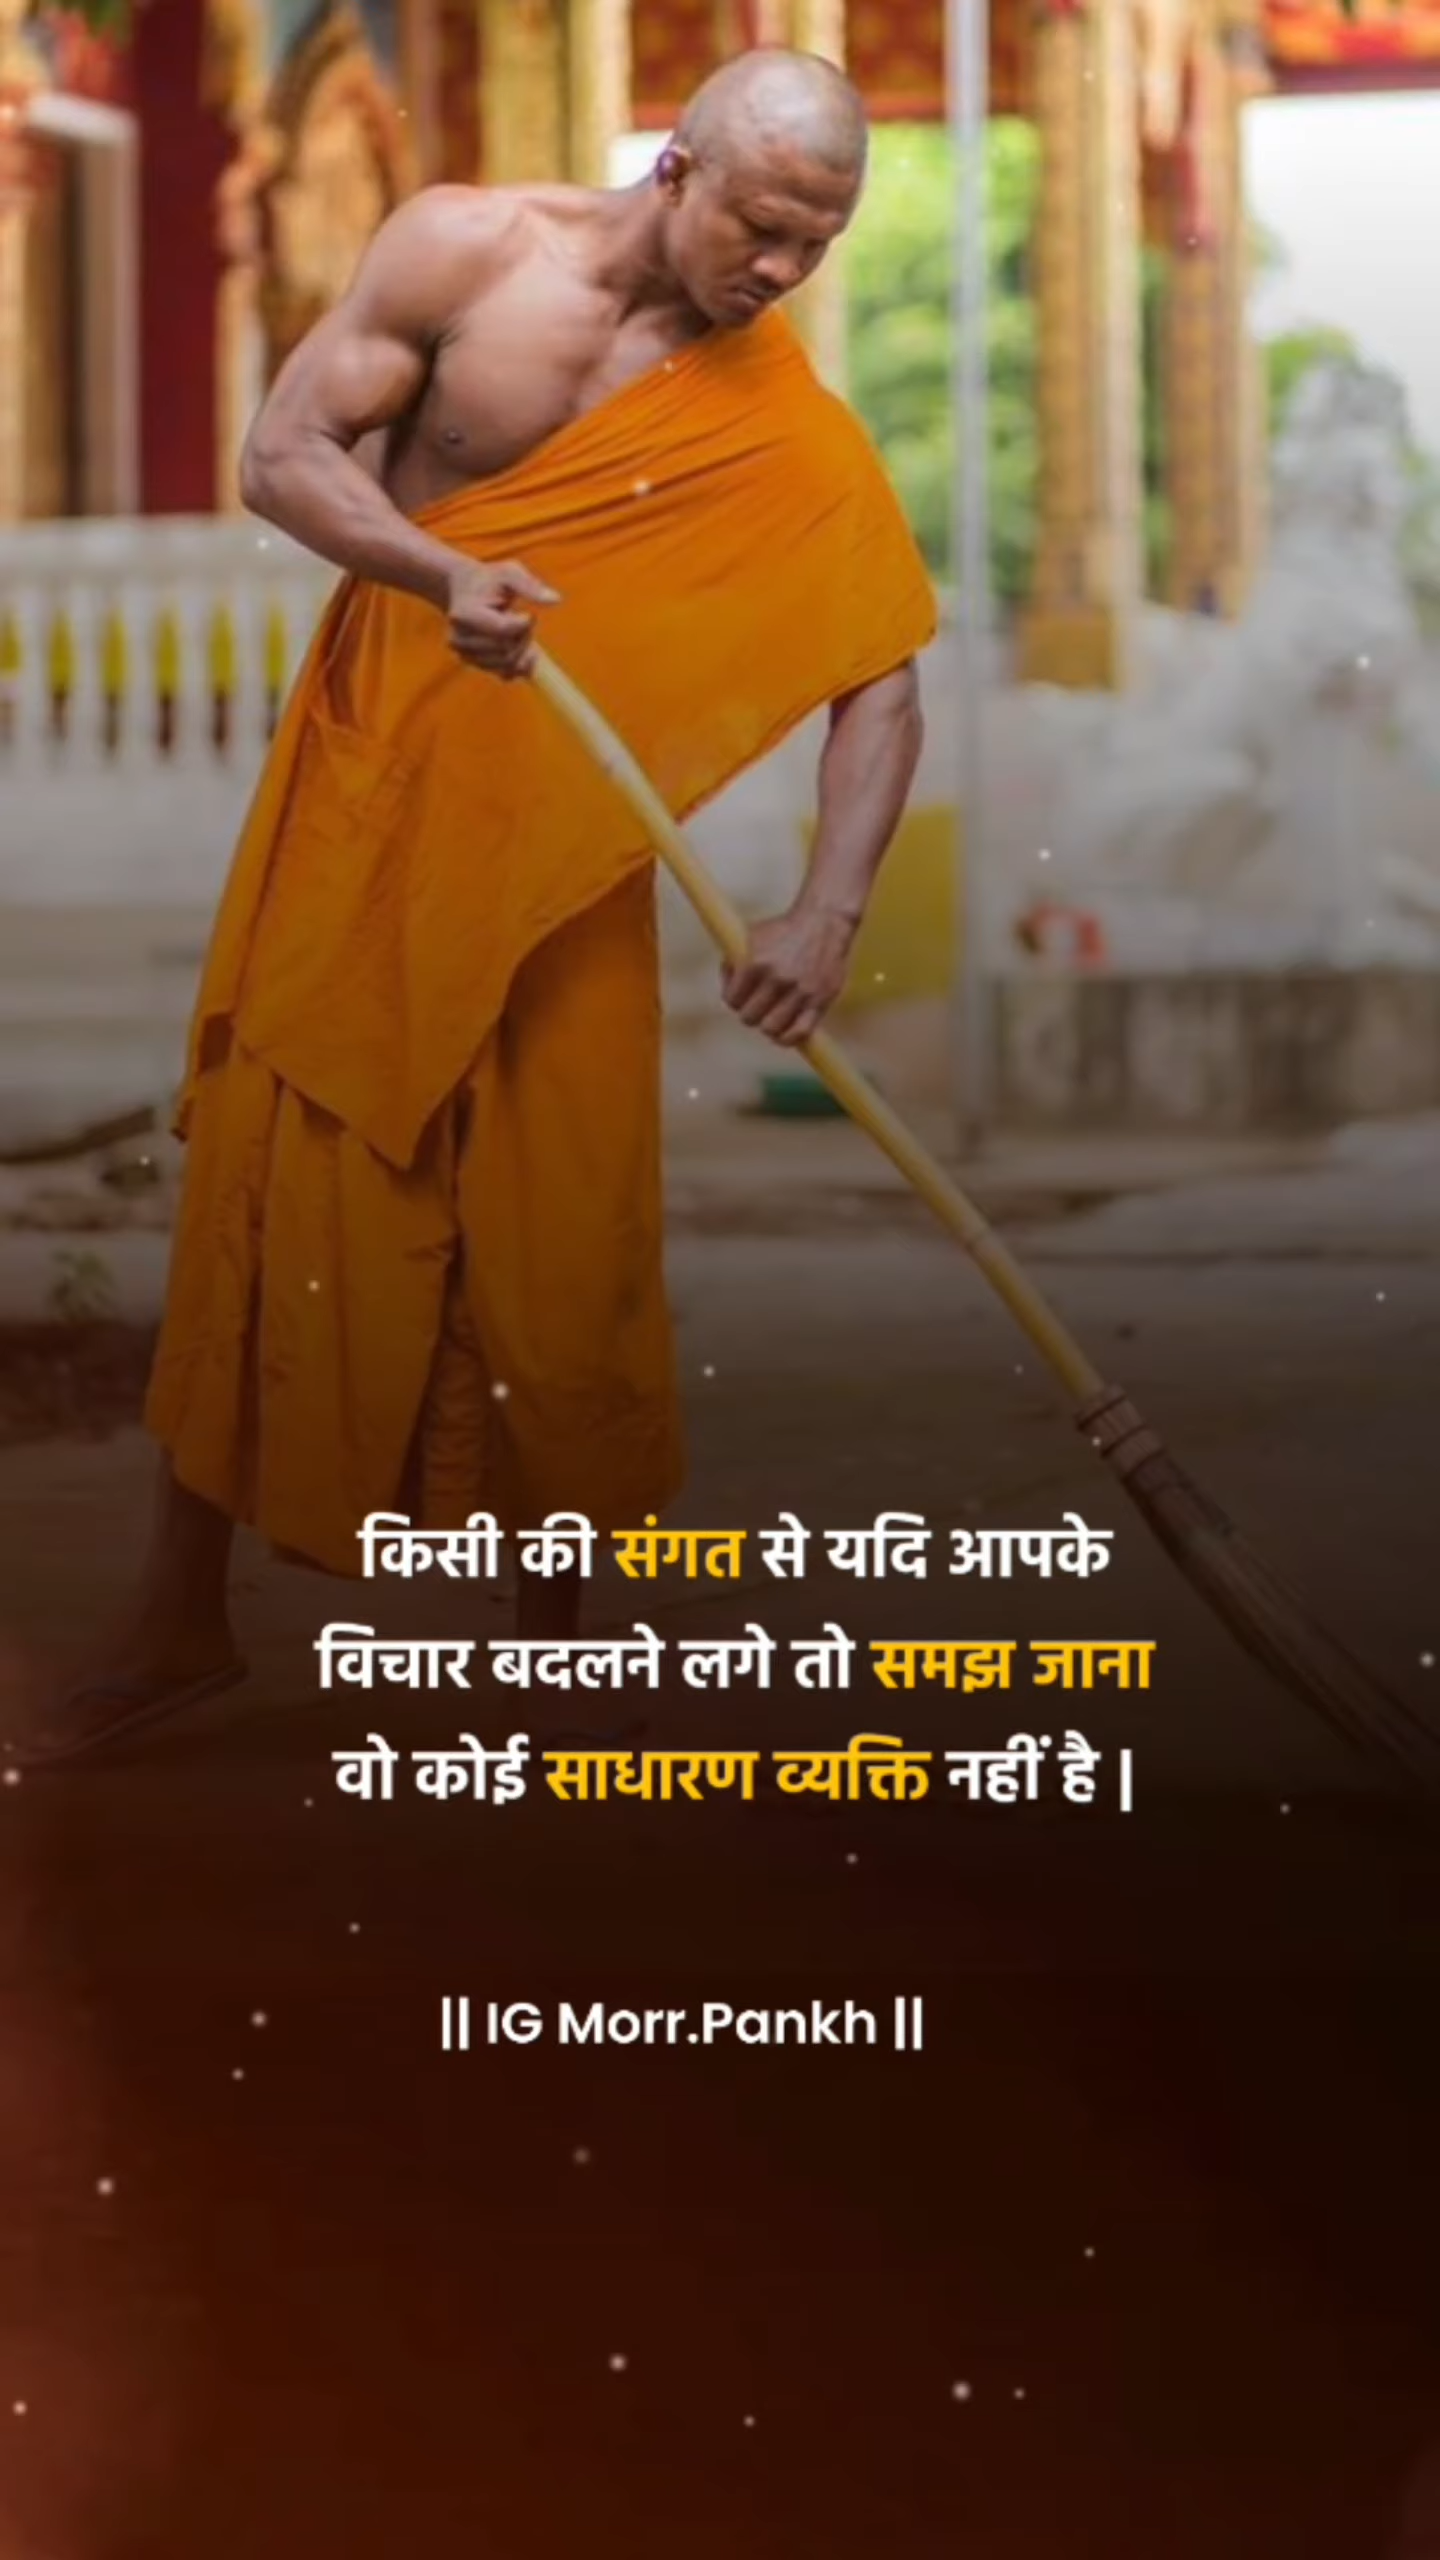 किसी की संगत से यदि आपके
विचार बदलने लगे तो समझ जाना
वो कोई साधारण व्यक्ति नहीं है |
|| IG Morr.Pankh ||